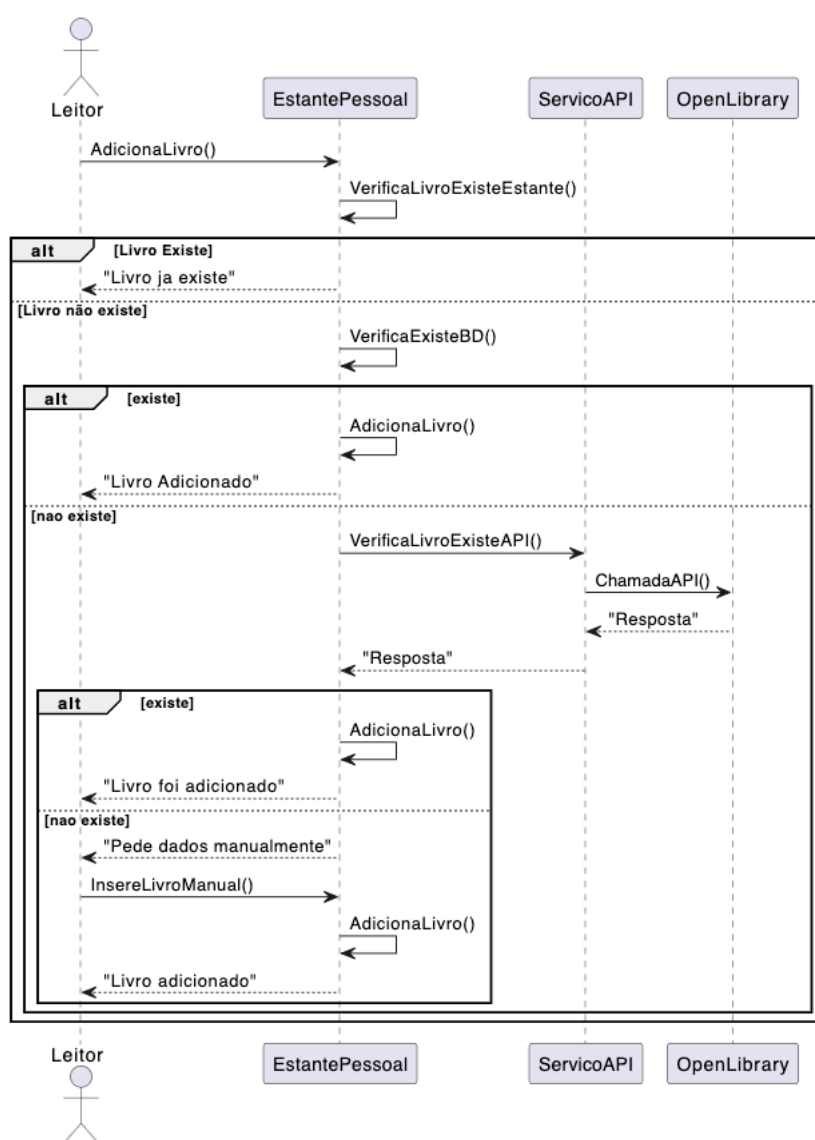 Leitor
EstantePessoal
ServicoAPI
OpenLibrary
AdicionaLivro()
VerificaLivroExisteEstante()
alt
[Livro Existe]
"Livro ja existe"
[Livro não existe]
VerificaExisteBD()
alt
[existe]
AdicionaLivro()
"Livro Adicionado"
[nao existe]
VerificaLivroExisteAPI()
ChamadaAPI()
"Resposta"
"Resposta"
alt
[existe]
AdicionaLivro()
"Livro foi adicionado"
[nao existe]
"Pede dados manualmente"
InsereLivroManual()
AdicionaLivro()
"Livro adicionado"
Leitor
EstantePessoal
ServicoAPI
OpenLibrary